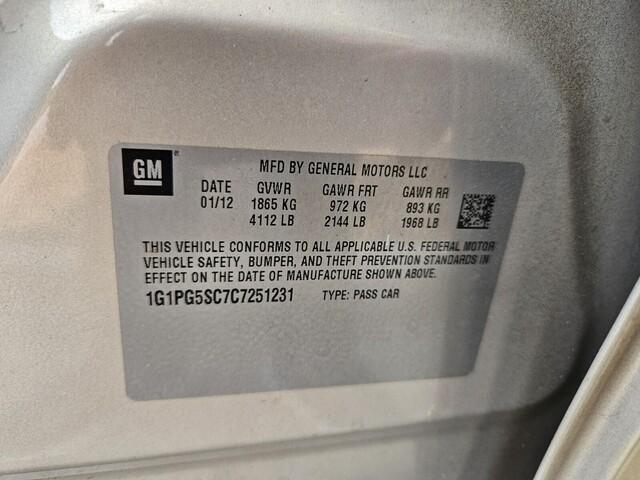 GM
MFD BY GENERAL MOTORS LLC
DATE GVWR GAWR FRT GAWR RR
01/12 1865 KG 972 KG 893 KG
4112 LB 2144 LB 1968 LB
THIS VEHICLE CONFORMS TO ALL APPLICABLE U.S. FEDERAL MOTOR
VEHICLE SAFETY, BUMPER, AND THEFT PREVENTION STANDARDS IN
EFFECT ON THE DATE OF MANUFACTURE SHOWN ABOVE.
1G1PG5SC7C7251231 TYPE: PASS CAR